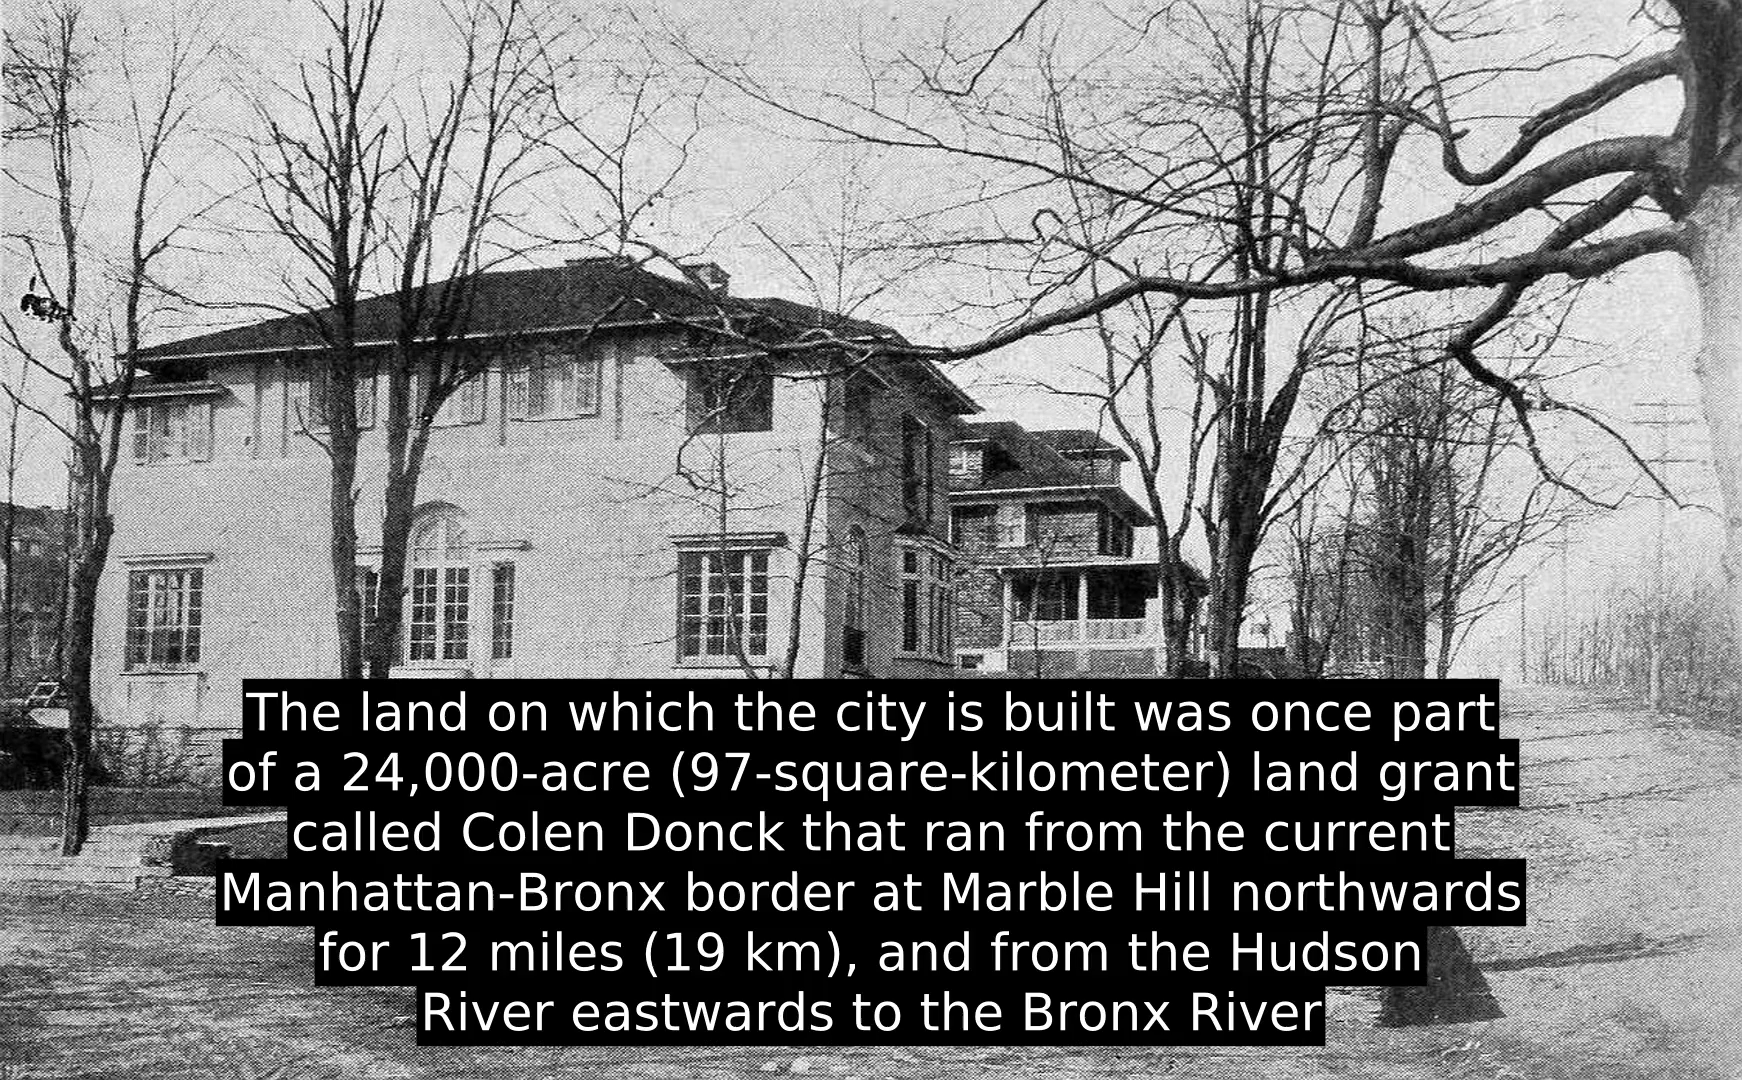 The land on which the city is built was once part
of a 24,000-acre (97-square-kilometer) land grant
called Colen Donck that ran from the current
Manhattan-Bronx border at Marble Hill northwards
for 12 miles (19 km), and from the Hudson
River eastwards to the Bronx River